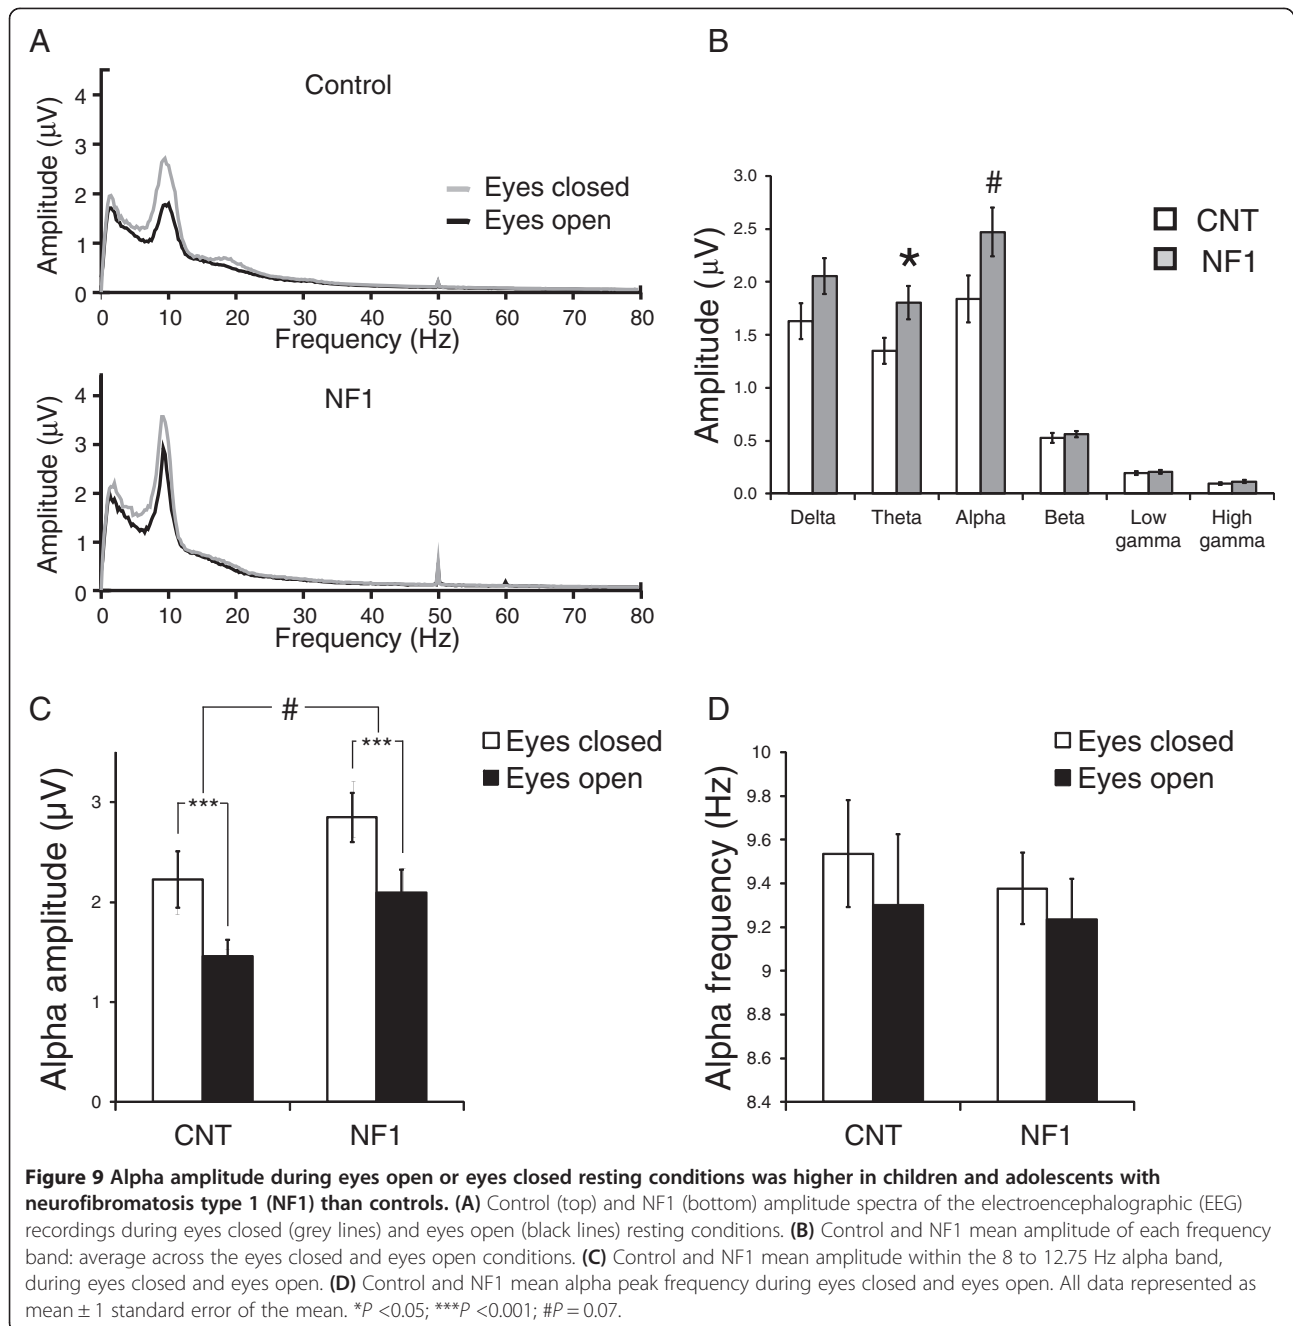 A
Control
Amplitude (μV)
4
3
2
1
0
Eyes closed
Eyes open
0 10 20 30 40 50 60 70 80
Frequency (Hz)
NF1
Amplitude (μV)
4
3
2
1
0
0 10 20 30 40 50 60 70 80
Frequency (Hz)
B
Amplitude (μV)
3.0
2.5
2.0
1.5
1.0
0.5
0.0
*
#
CNT
NF1
Delta Theta Alpha Beta Low gamma High gamma
C
#
***
***
Eyes closed
Eyes open
Alpha amplitude (μV)
3
2
1
0
CNT NF1
D
Eyes closed
Eyes open
Alpha frequency (Hz)
10
9.8
9.6
9.4
9.2
9
8.8
8.6
8.4
CNT NF1
Figure 9 Alpha amplitude during eyes open or eyes closed resting conditions was higher in children and adolescents with
neurofibromatosis type 1 (NF1) than controls. (A) Control (top) and NF1 (bottom) amplitude spectra of the electroencephalographic (EEG)
recordings during eyes closed (grey lines) and eyes open (black lines) resting conditions. (B) Control and NF1 mean amplitude of each frequency
band: average across the eyes closed and eyes open conditions. (C) Control and NF1 mean amplitude within the 8 to 12.75 Hz alpha band,
during eyes closed and eyes open. (D) Control and NF1 mean alpha peak frequency during eyes closed and eyes open. All data represented as
mean ± 1 standard error of the mean. *P <0.05; ***P <0.001; #P = 0.07.